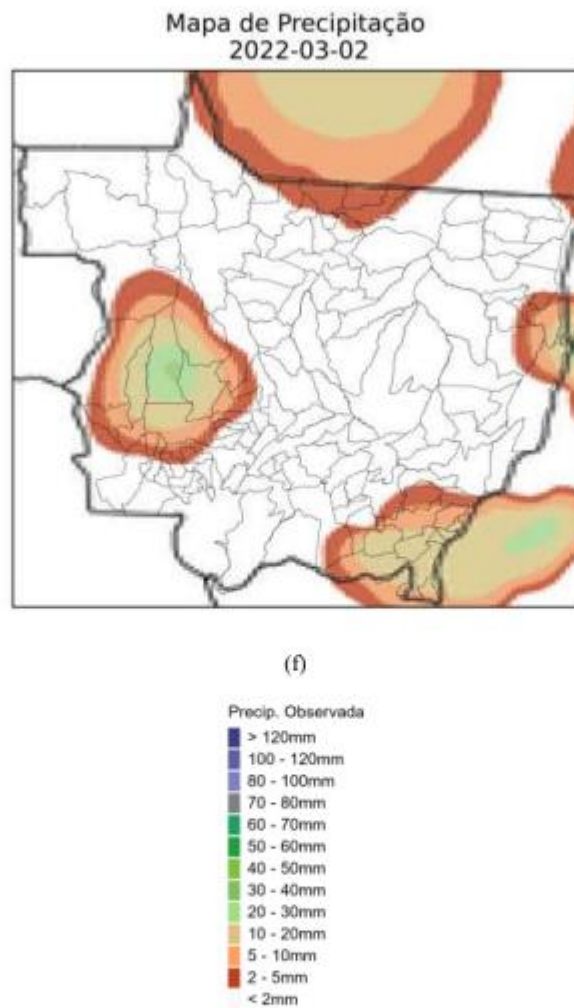 Mapa de Precipitação
2022-03-02
(f)
Precip. Observada
> 120mm
100 - 120mm
80 - 100mm
70 - 80mm
60 - 70mm
50 - 60mm
40 - 50mm
30 - 40mm
20 - 30mm
10 - 20mm
5 - 10mm
2 - 5mm
< 2mm